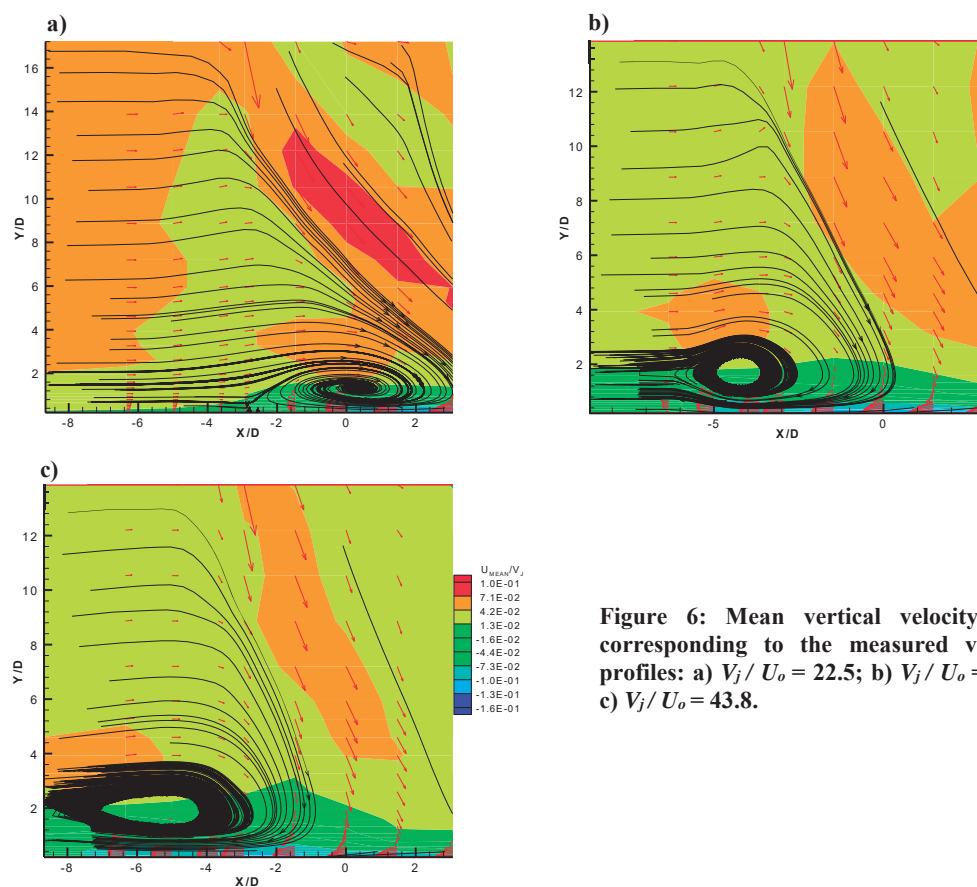 a)
16
14
12
10
8
6
4
2
Y/D
-8
-6
-4
-2
0
2
X/D
b)
12
10
8
6
4
2
Y/D
-5
0
X/D
c)
12
10
8
6
4
2
Y/D
-8
-6
-4
-2
0
2
X/D
U_MEAN/V_J
1.0E-01
7.1E-02
4.2E-02
1.3E-02
-1.6E-02
-4.4E-02
-7.3E-02
-1.0E-01
-1.3E-01
-1.6E-01
Figure 6: Mean vertical velocity
corresponding to the measured v
profiles: a) Vj / Uo = 22.5; b) Vj / Uo =
c) Vj / Uo = 43.8.